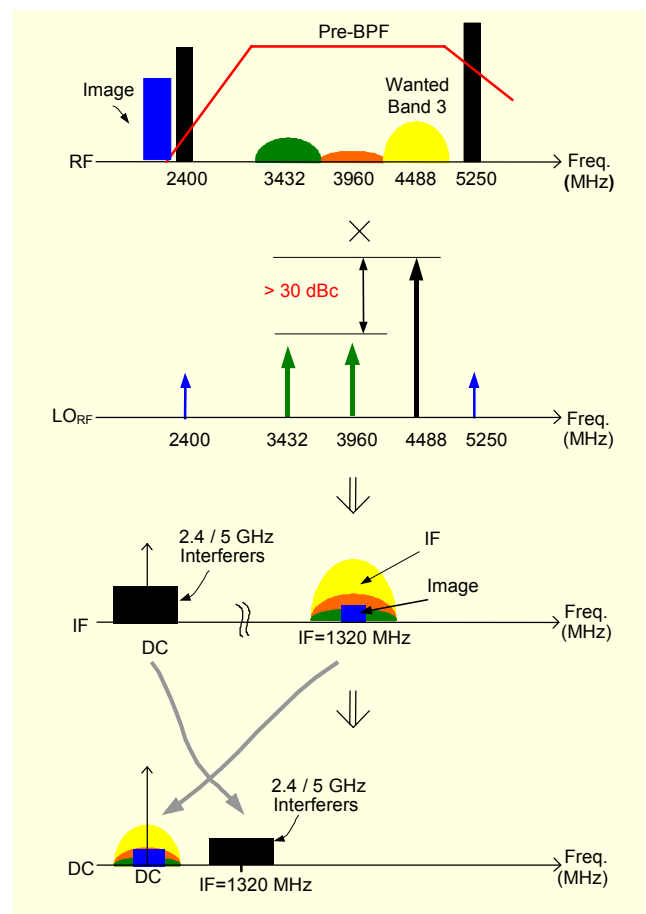 Pre-BPF
Image
Wanted
Band 3
RF
Freq.
(MHz)
2400
3432
3960
4488
5250
> 30 dBc
LORF
Freq.
(MHz)
2400
3432
3960
4488
5250
2.4 / 5 GHz
Interferers
IF
Image
IF
Freq.
(MHz)
DC
IF=1320 MHz
2.4 / 5 GHz
Interferers
DC
Freq.
(MHz)
DC
IF=1320 MHz